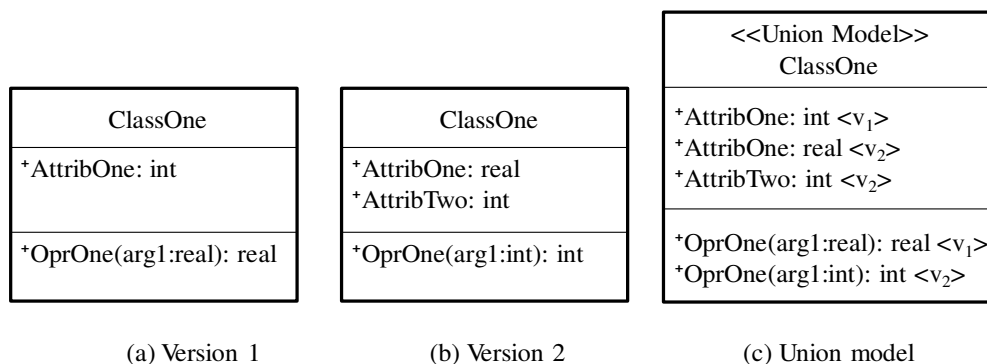 ClassOne
+AttribOne: int
+OprOne(arg1:real): real
(a) Version 1
ClassOne
+AttribOne: real
+AttribTwo: int
+OprOne(arg1:int): int
(b) Version 2
<<Union Model>>
ClassOne
+AttribOne: int <v₁>
+AttribOne: real <v₂>
+AttribTwo: int <v₂>
+OprOne(arg1:real): real <v₁>
+OprOne(arg1:int): int <v₂>
(c) Union model